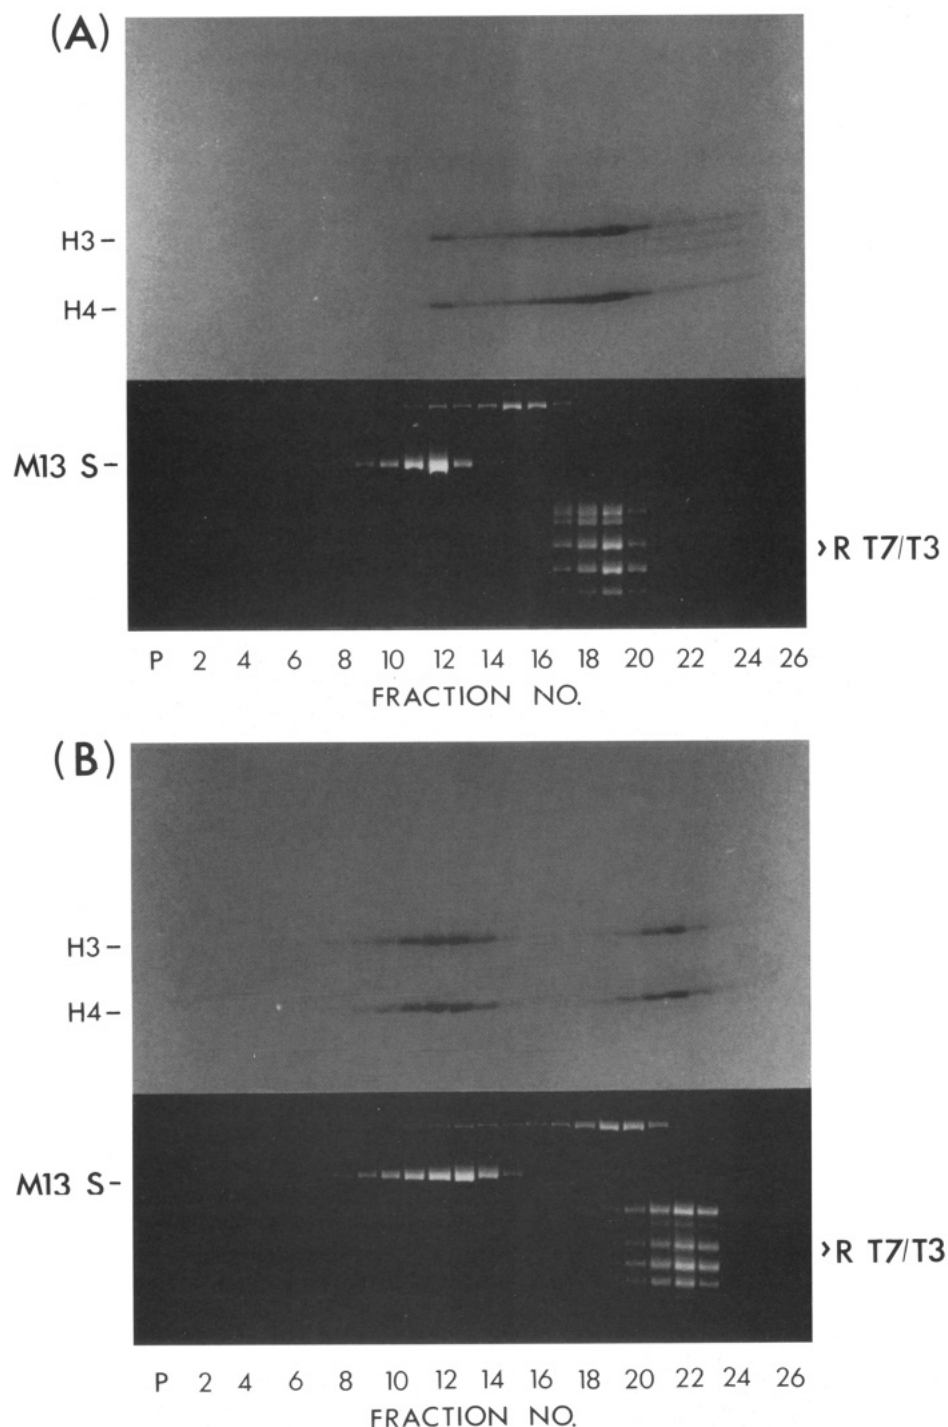 (A)
H3 –
H4 –
M13 S –
› R T7/T3
P 2 4 6 8 10 12 14 16 18 20 22 24 26
FRACTION NO.
(B)
H3 –
H4 –
M13 S –
› R T7/T3
P 2 4 6 8 10 12 14 16 18 20 22 24 26
FRACTION NO.